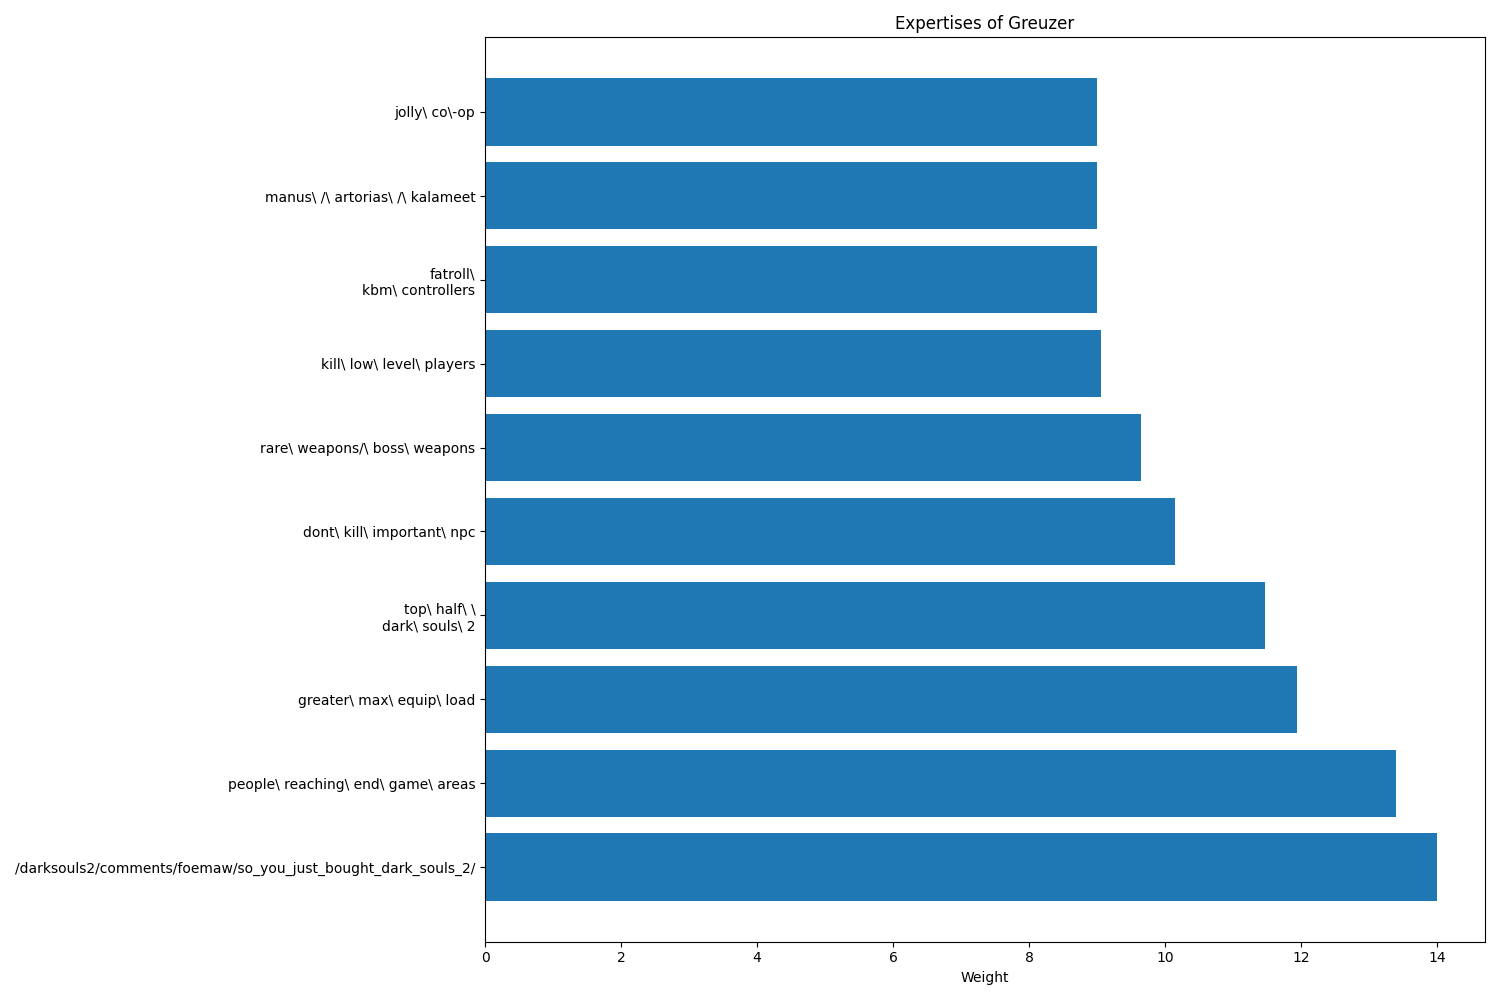 Expertises of Greuzer
jolly\ co\-op
manus\ /\ artorias\ /\ kalameet
fatroll\
kbm\ controllers
kill\ low\ level\ players
rare\ weapons/\ boss\ weapons
dont\ kill\ important\ npc
top\ half\ \
dark\ souls\ 2
greater\ max\ equip\ load
people\ reaching\ end\ game\ areas
/darksouls2/comments/foemaw/so_you_just_bought_dark_souls_2/
0 2 4 6 8 10 12 14
Weight